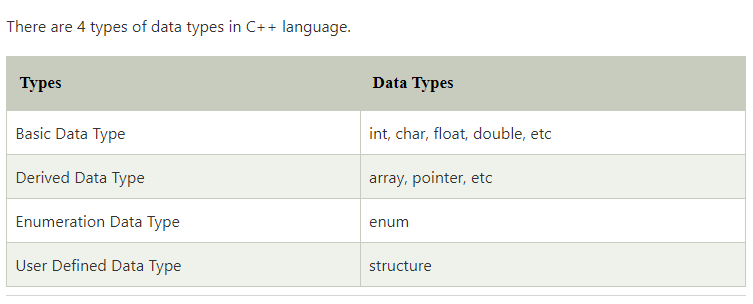 There are 4 types of data types in C++ language.
Types Data Types
Basic Data Type int, char, float, double, etc
Derived Data Type array, pointer, etc
Enumeration Data Type enum
User Defined Data Type structure